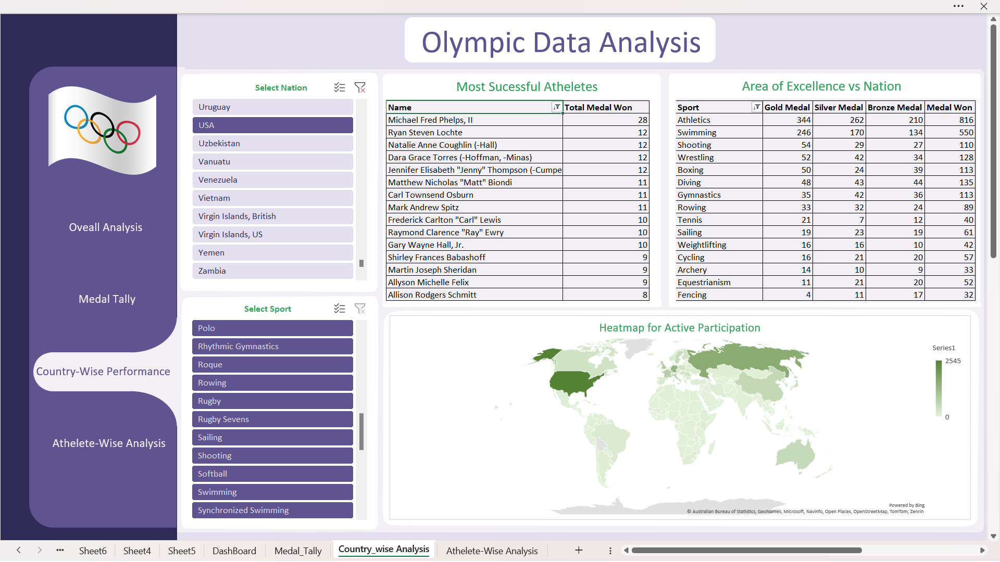 Olympic Data Analysis
Oveall Analysis
Medal Tally
Country-Wise Performance
Athelete-Wise Analysis
Select Nation
Uruguay
USA
Uzbekistan
Vanuatu
Venezuela
Vietnam
Virgin Islands, British
Virgin Islands, US
Yemen
Zambia
Select Sport
Polo
Rhythmic Gymnastics
Roque
Rowing
Rugby
Rugby Sevens
Sailing
Shooting
Softball
Swimming
Synchronized Swimming
Most Sucessful Atheletes
Name Total Medal Won
Michael Fred Phelps, II 28
Ryan Steven Lochte 12
Natalie Anne Coughlin (-Hall) 12
Dara Grace Torres (-Hoffman, -Minas) 12
Jennifer Elisabeth "Jenny" Thompson (-Cumpe 12
Matthew Nicholas "Matt" Biondi 11
Carl Townsend Osburn 11
Mark Andrew Spitz 11
Frederick Carlton "Carl" Lewis 10
Raymond Clarence "Ray" Ewry 10
Gary Wayne Hall, Jr. 10
Shirley Frances Babashoff 9
Martin Joseph Sheridan 9
Allyson Michelle Felix 9
Allison Rodgers Schmitt 8
Area of Excellence vs Nation
Sport Gold Medal Silver Medal Bronze Medal Medal Won
Athletics 344 262 210 816
Swimming 246 170 134 550
Shooting 54 29 27 110
Wrestling 52 42 34 128
Boxing 50 24 39 113
Diving 48 43 44 135
Gymnastics 35 42 36 113
Rowing 33 32 24 89
Tennis 21 7 12 40
Sailing 19 23 19 61
Weightlifting 16 16 10 42
Cycling 16 21 20 57
Archery 14 10 9 33
Equestrianism 11 21 20 52
Fencing 4 11 17 32
Heatmap for Active Participation
Series1
2545
0
Powered by Bing
© Australian Bureau of Statistics, GeoNames, Microsoft, Navinfo, Open Places, OpenStreetMap, TomTom, Zenrin
Sheet6 Sheet4 Sheet5 DashBoard Medal_Tally Country_wise Analysis Athelete-Wise Analysis